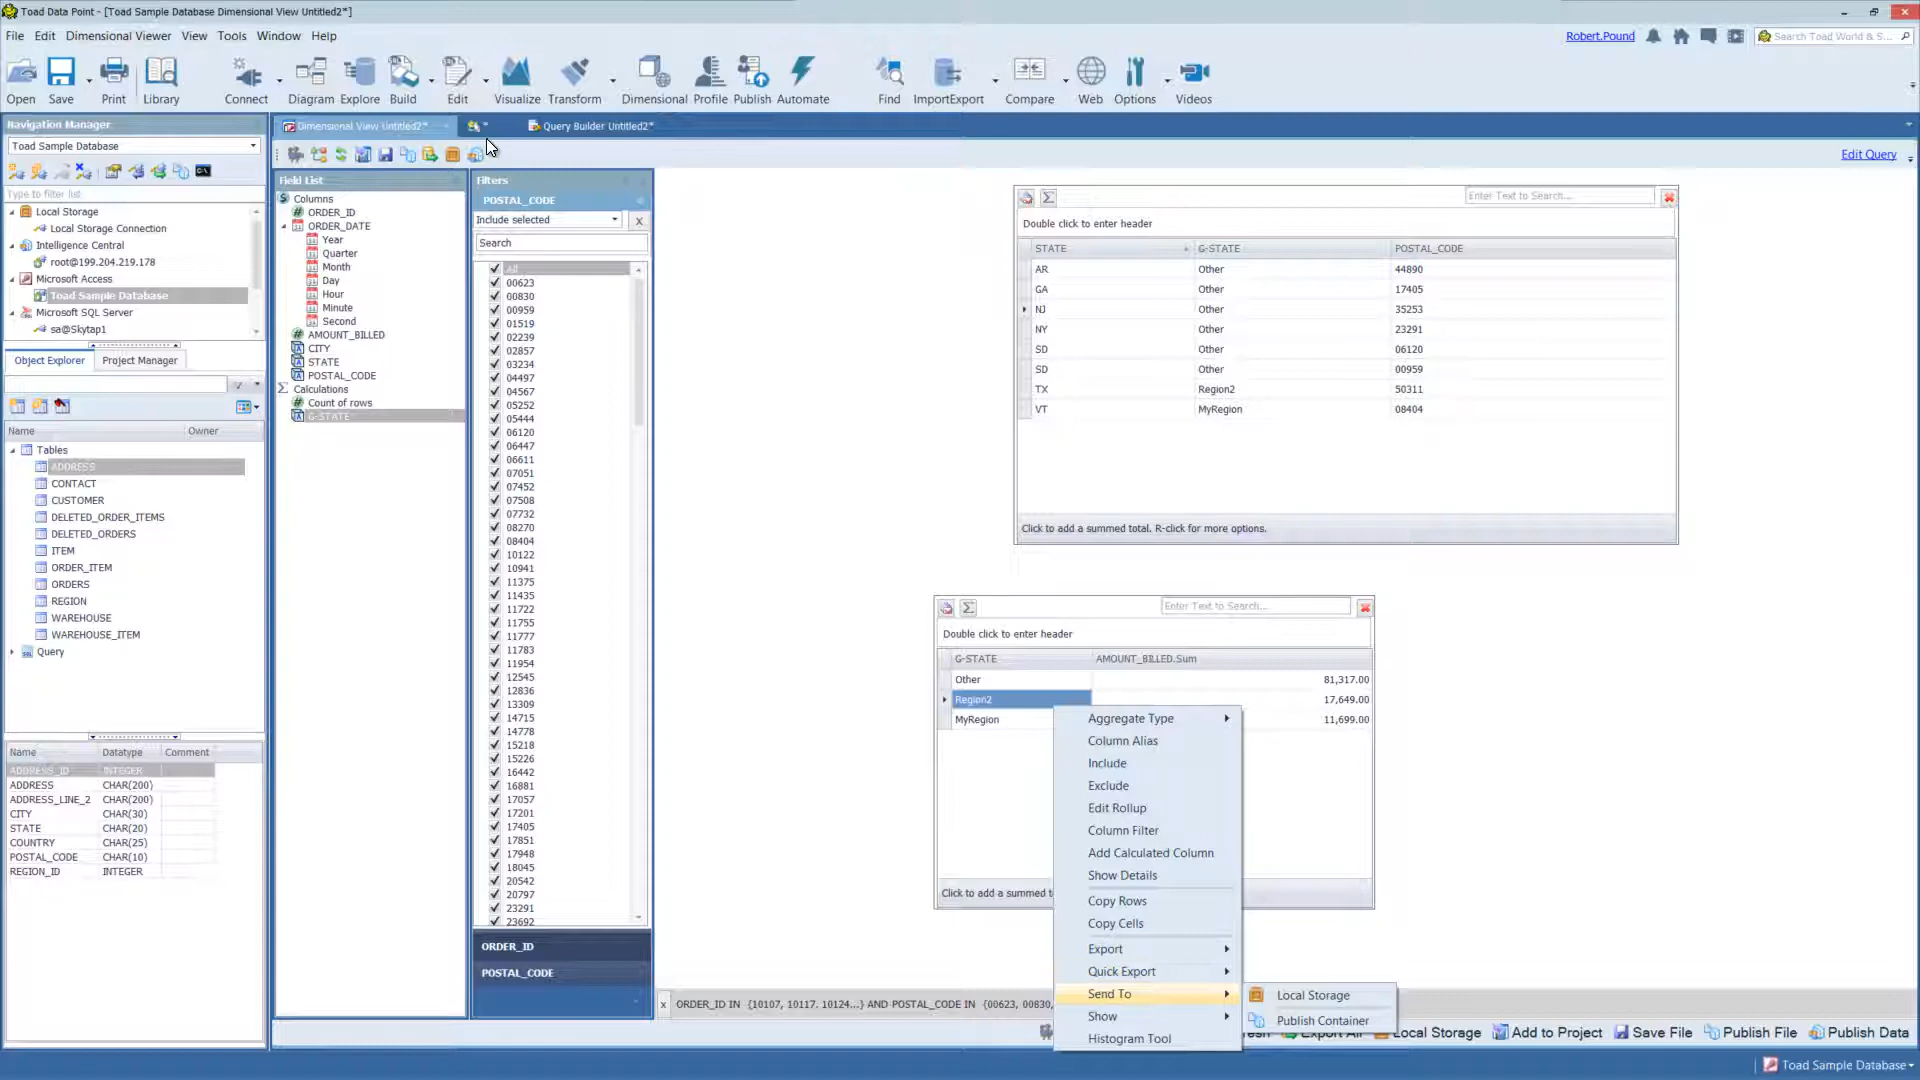 Toad Data Point - [Toad Sample Database Dimensional View Untitled2*]
File Edit Dimensional Viewer View Tools Window Help
Robert.Pound
Search Toad World & S...
Open Save Print Library Connect Diagram Explore Build Edit Visualize Transform Dimensional Profile Publish Automate Find ImportExport Compare Web Options Videos
Navigation Manager
Dimensional View Untitled2*
*
Query Builder Untitled2*
Toad Sample Database
Edit Query
Type to filter list
Local Storage
Local Storage Connection
Intelligence Central
root@199.204.219.178
Microsoft Access
Toad Sample Database
Microsoft SQL Server
sa@Skytap1
Object Explorer Project Manager
Name Owner
Tables
ADDRESS
CONTACT
CUSTOMER
DELETED_ORDER_ITEMS
DELETED_ORDERS
ITEM
ORDER_ITEM
ORDERS
REGION
WAREHOUSE
WAREHOUSE_ITEM
Query
Name Datatype Comment
ADDRESS_ID INTEGER
ADDRESS CHAR(200)
ADDRESS_LINE_2 CHAR(200)
CITY CHAR(30)
STATE CHAR(20)
COUNTRY CHAR(25)
POSTAL_CODE CHAR(10)
REGION_ID INTEGER
Field List
Columns
ORDER_ID
ORDER_DATE
Year
Quarter
Month
Day
Hour
Minute
Second
AMOUNT_BILLED
CITY
STATE
POSTAL_CODE
Calculations
Count of rows
G-STATE
Filters
POSTAL_CODE
Include selected
X
Search
All
00623
00830
00959
01519
02239
02857
03234
04497
04567
05252
05444
06120
06447
06611
07051
07452
07508
07732
08270
08404
10122
10941
11375
11435
11722
11755
11777
11783
11954
12545
12836
13309
14715
14778
15218
15226
16442
16881
17057
17201
17405
17851
17948
18045
20542
20797
23291
23692
ORDER_ID
POSTAL_CODE
Enter Text to Search...
Double click to enter header
STATE G-STATE POSTAL_CODE
AR Other 44890
GA Other 17405
NJ Other 35253
NY Other 23291
SD Other 06120
SD Other 00959
TX Region2 50311
VT MyRegion 08404
Click to add a summed total. R-click for more options.
Enter Text to Search...
Double click to enter header
G-STATE AMOUNT_BILLED.Sum
Other 81,317.00
Region2 17,649.00
MyRegion 11,699.00
Click to add a summed t
Aggregate Type
Column Alias
Include
Exclude
Edit Rollup
Column Filter
Add Calculated Column
Show Details
Copy Rows
Copy Cells
Export
Quick Export
Send To
Show
Histogram Tool
Local Storage
Publish Container
x ORDER_ID IN {10107, 10117. 10124...} AND POSTAL_CODE IN {00623, 00830,
Export All Local Storage Add to Project Save File Publish File Publish Data
Toad Sample Database